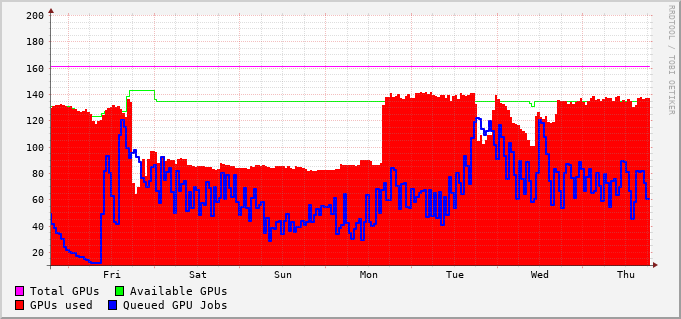 RRDTOOL / TOBI OETIKER
200
180
160
140
120
100
80
60
40
20
Fri Sat Sun Mon Tue Wed Thu
Total GPUs Available GPUs
GPUs used Queued GPU Jobs